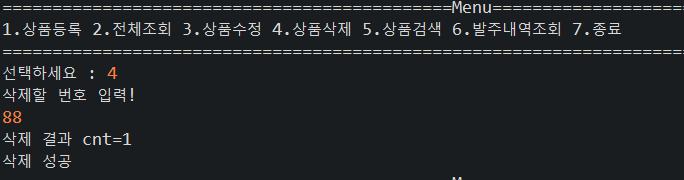 =============================================Menu===================
1.상품등록 2.전체조회 3.상품수정 4.상품삭제 5.상품검색 6.발주내역조회 7.종료
====================================================================
선택하세요 : 4
삭제할 번호 입력!
88
삭제 결과 cnt=1
삭제 성공